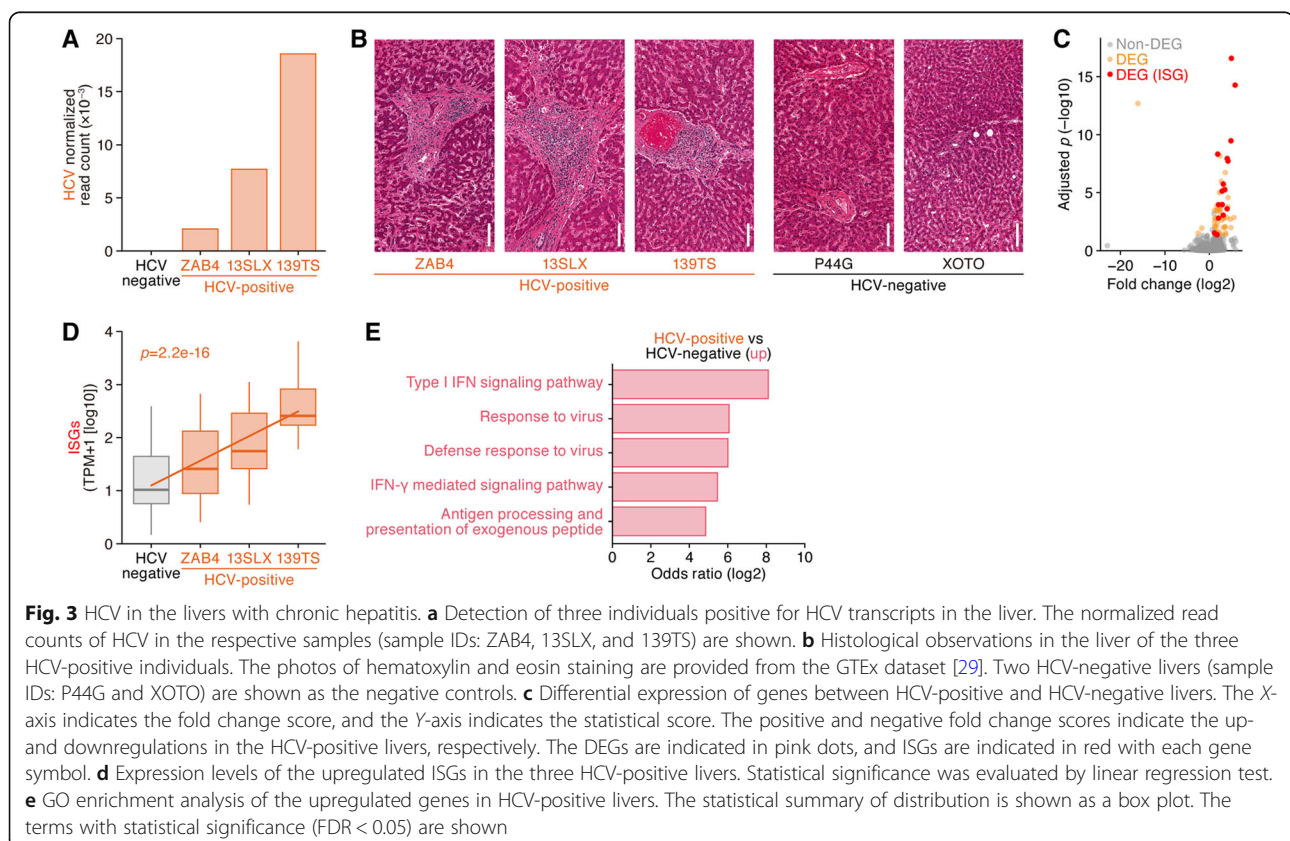 A
HCV normalized
read count (×10⁻³)
20
15
10
5
0
HCV
negative
ZAB4 13SLX 139TS
HCV-positive
B
ZAB4 13SLX 139TS
HCV-positive
P44G XOTO
HCV-negative
C
Non-DEG
DEG
DEG (ISG)
Adjusted p (−log10)
15
10
5
0
−20 −10 0
Fold change (log2)
D
ISGs
(TPM+1 [log10])
p=2.2e-16
4
3
2
1
0
HCV
negative
ZAB4 13SLX 139TS
HCV-positive
E
HCV-positive vs
HCV-negative (up)
Type I IFN signaling pathway
Response to virus
Defense response to virus
IFN-γ mediated signaling pathway
Antigen processing and
presentation of exogenous peptide
0 2 4 6 8 10
Odds ratio (log2)
Fig. 3 HCV in the livers with chronic hepatitis. a Detection of three individuals positive for HCV transcripts in the liver. The normalized read
counts of HCV in the respective samples (sample IDs: ZAB4, 13SLX, and 139TS) are shown. b Histological observations in the liver of the three
HCV-positive individuals. The photos of hematoxylin and eosin staining are provided from the GTEx dataset [29]. Two HCV-negative livers (sample
IDs: P44G and XOTO) are shown as the negative controls. c Differential expression of genes between HCV-positive and HCV-negative livers. The X-
axis indicates the fold change score, and the Y-axis indicates the statistical score. The positive and negative fold change scores indicate the up-
and downregulations in the HCV-positive livers, respectively. The DEGs are indicated in pink dots, and ISGs are indicated in red with each gene
symbol. d Expression levels of the upregulated ISGs in the three HCV-positive livers. Statistical significance was evaluated by linear regression test.
e GO enrichment analysis of the upregulated genes in HCV-positive livers. The statistical summary of distribution is shown as a box plot. The
terms with statistical significance (FDR < 0.05) are shown